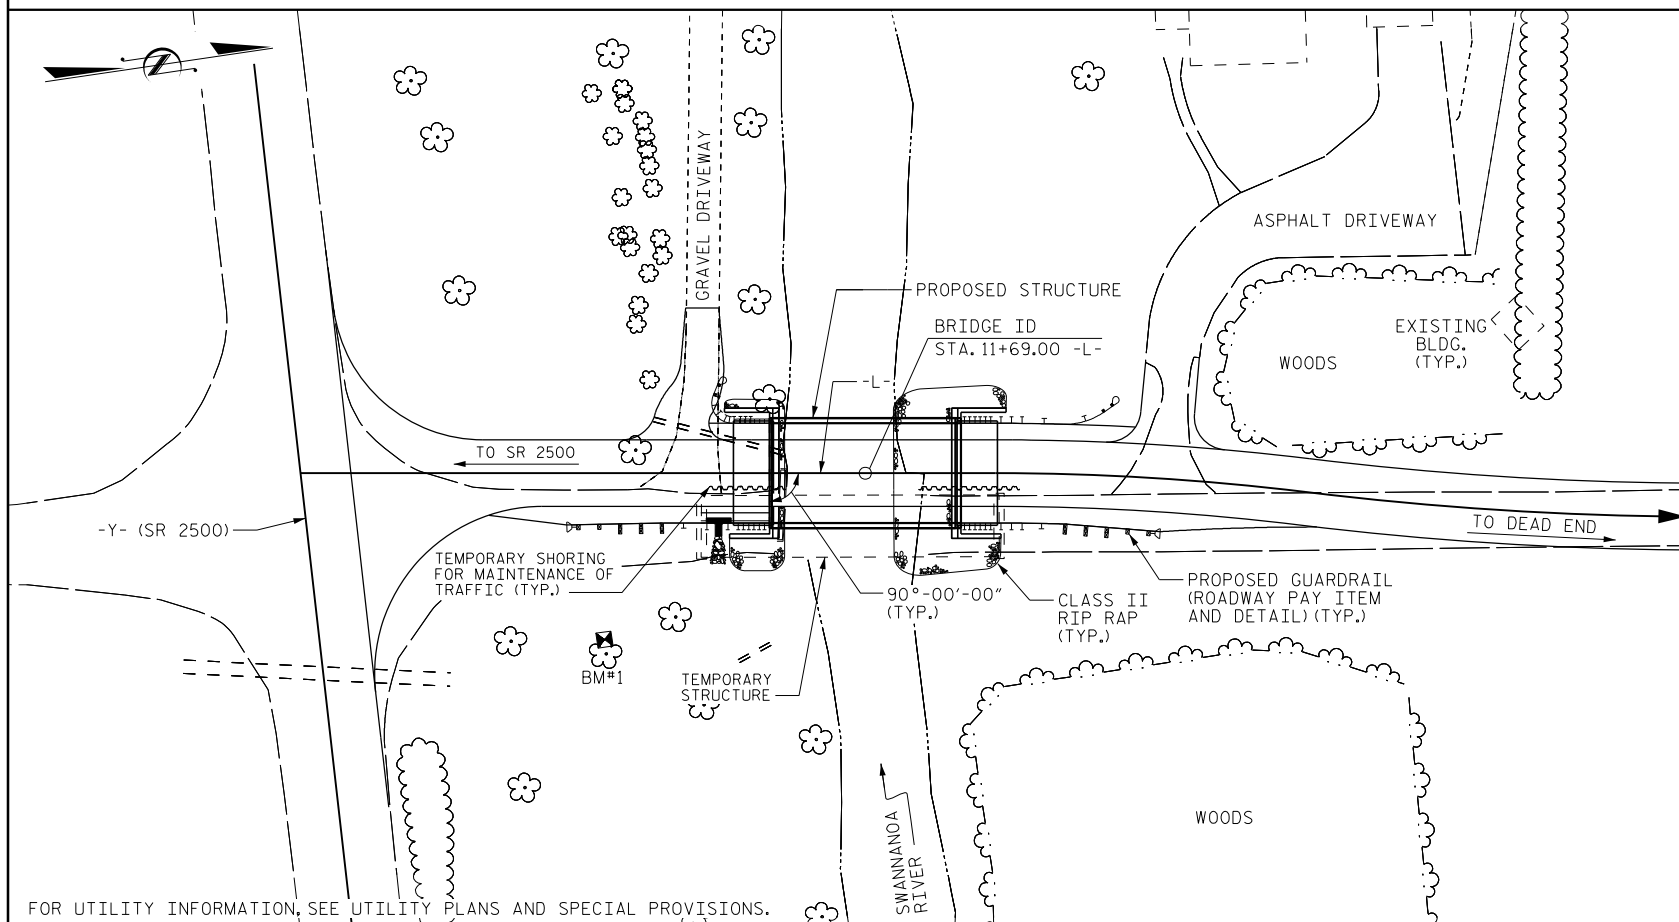 GRAVEL DRIVEWAY
ASPHALT DRIVEWAY
PROPOSED STRUCTURE
BRIDGE ID
STA. 11+69.00 -L-
EXISTING
BLDG.
(TYP.)
WOODS
-L-
TO SR 2500
-Y- (SR 2500)
TO DEAD END
TEMPORARY SHORING
FOR MAINTENANCE OF
TRAFFIC (TYP.)
90°-00'-00"
(TYP.)
CLASS II
RIP RAP
(TYP.)
PROPOSED GUARDRAIL
(ROADWAY PAY ITEM
AND DETAIL) (TYP.)
BM#1
TEMPORARY
STRUCTURE
WOODS
SWANNANOA
RIVER
FOR UTILITY INFORMATION, SEE UTILITY PLANS AND SPECIAL PROVISIONS.